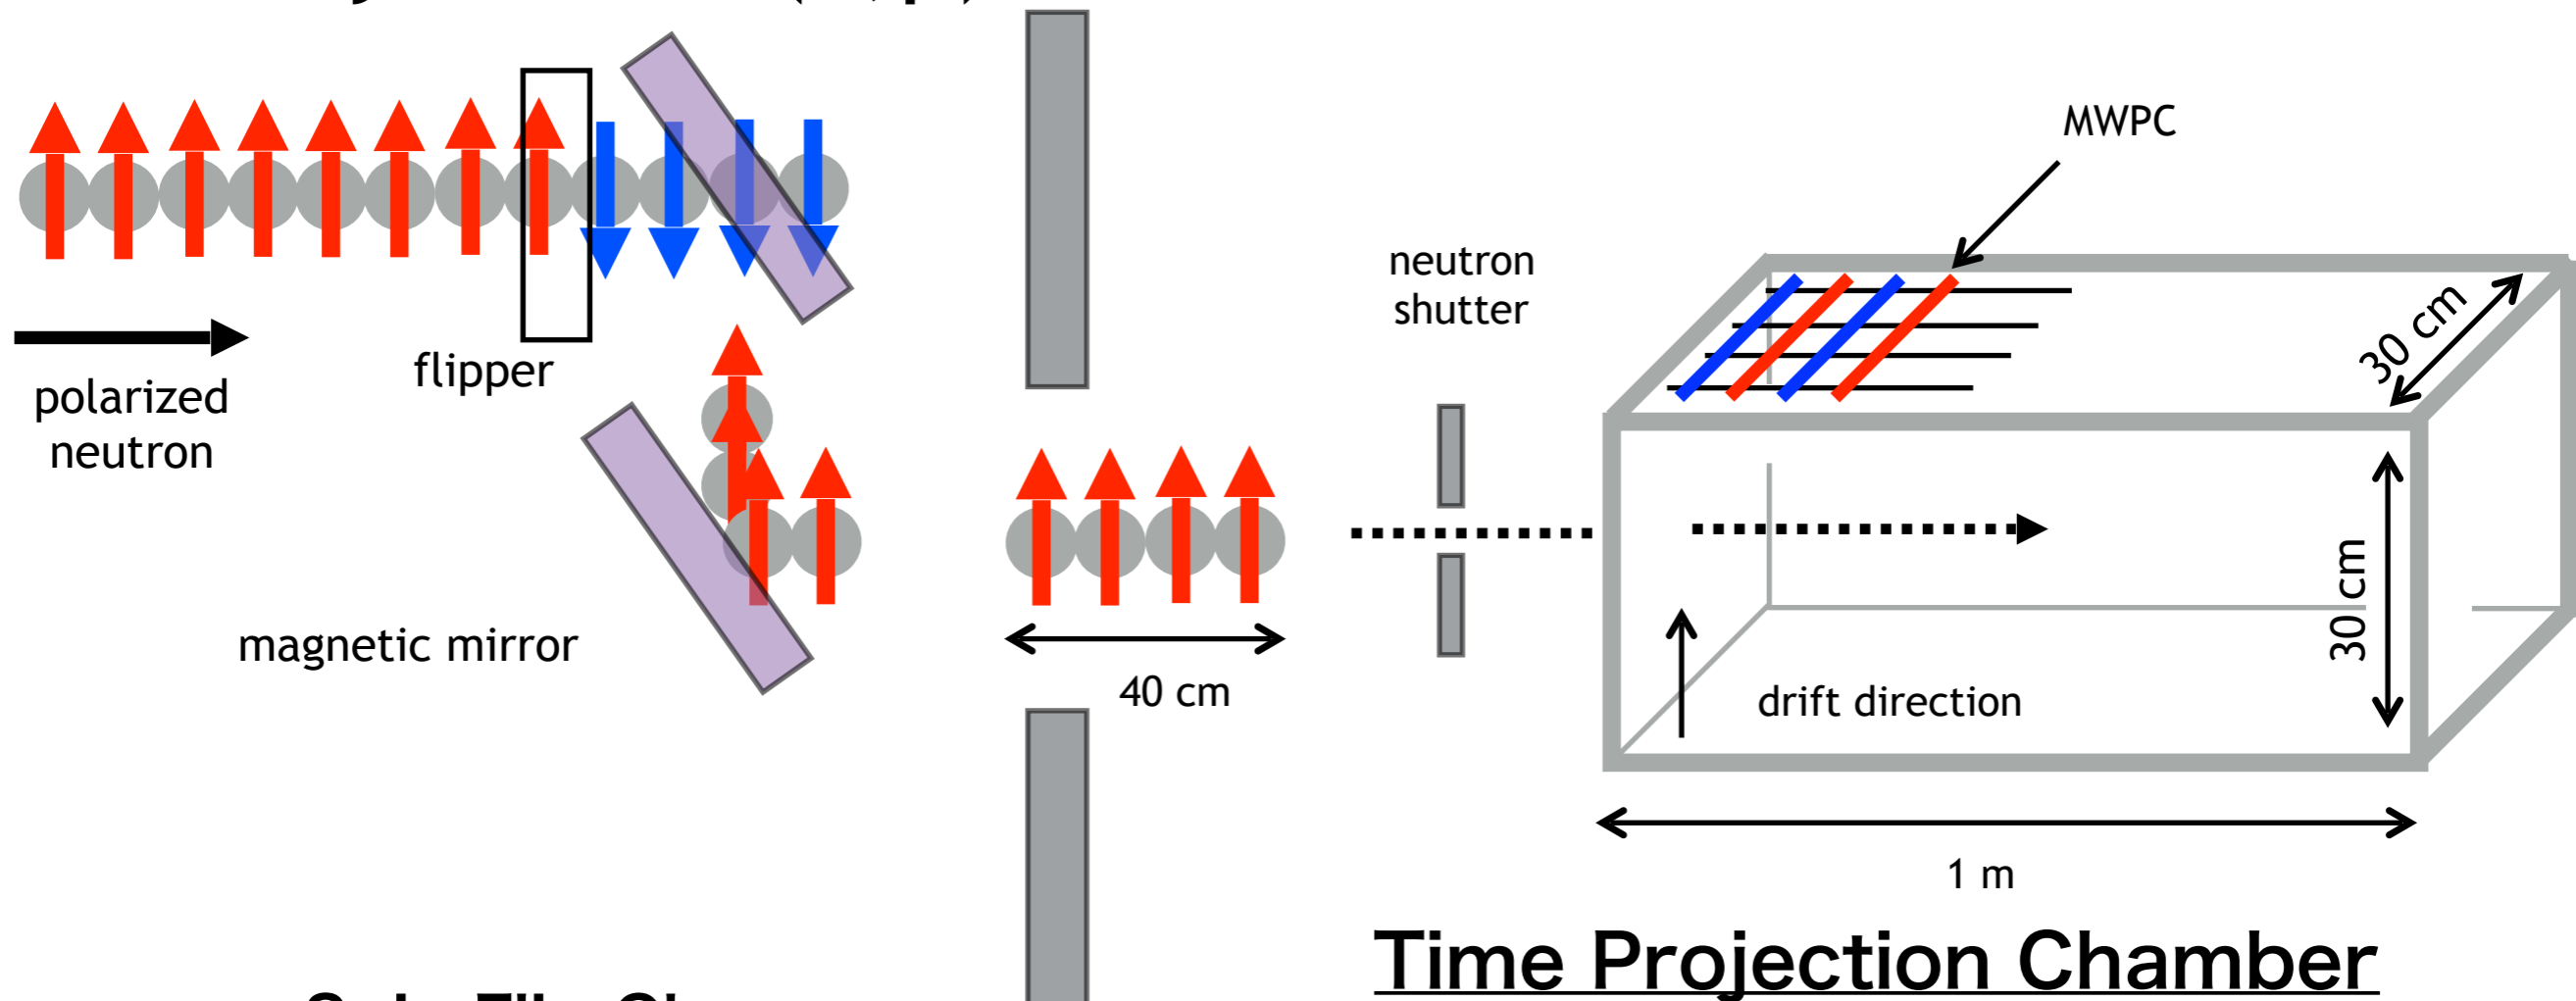 polarized
neutron
flipper
magnetic mirror
40 cm
neutron
shutter
MWPC
30 cm
30 cm
drift direction
1 m
Time Projection Chamber